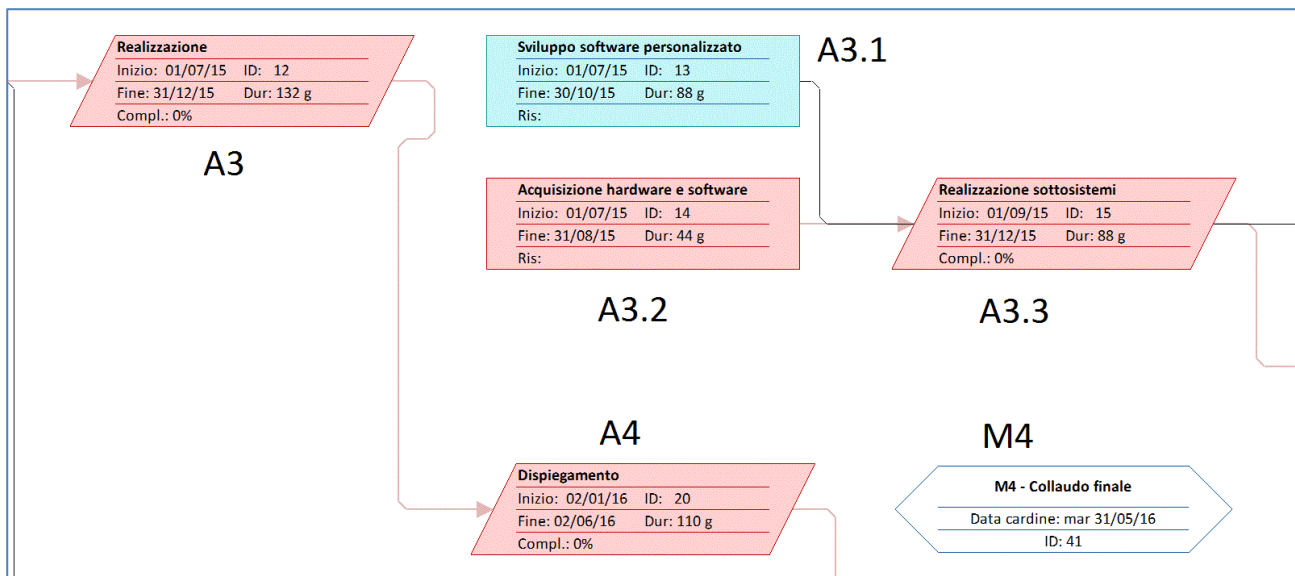 Realizzazione
Inizio: 01/07/15 ID: 12
Fine: 31/12/15 Dur: 132 g
Compl.: 0%
A3
Sviluppo software personalizzato
Inizio: 01/07/15 ID: 13
Fine: 30/10/15 Dur: 88 g
Ris:
A3.1
Acquisizione hardware e software
Inizio: 01/07/15 ID: 14
Fine: 31/08/15 Dur: 44 g
Ris:
A3.2
Realizzazione sottosistemi
Inizio: 01/09/15 ID: 15
Fine: 31/12/15 Dur: 88 g
Compl.: 0%
A3.3
A4
Dispiegamento
Inizio: 02/01/16 ID: 20
Fine: 02/06/16 Dur: 110 g
Compl.: 0%
M4
M4 - Collaudo finale
Data cardine: mar 31/05/16
ID: 41